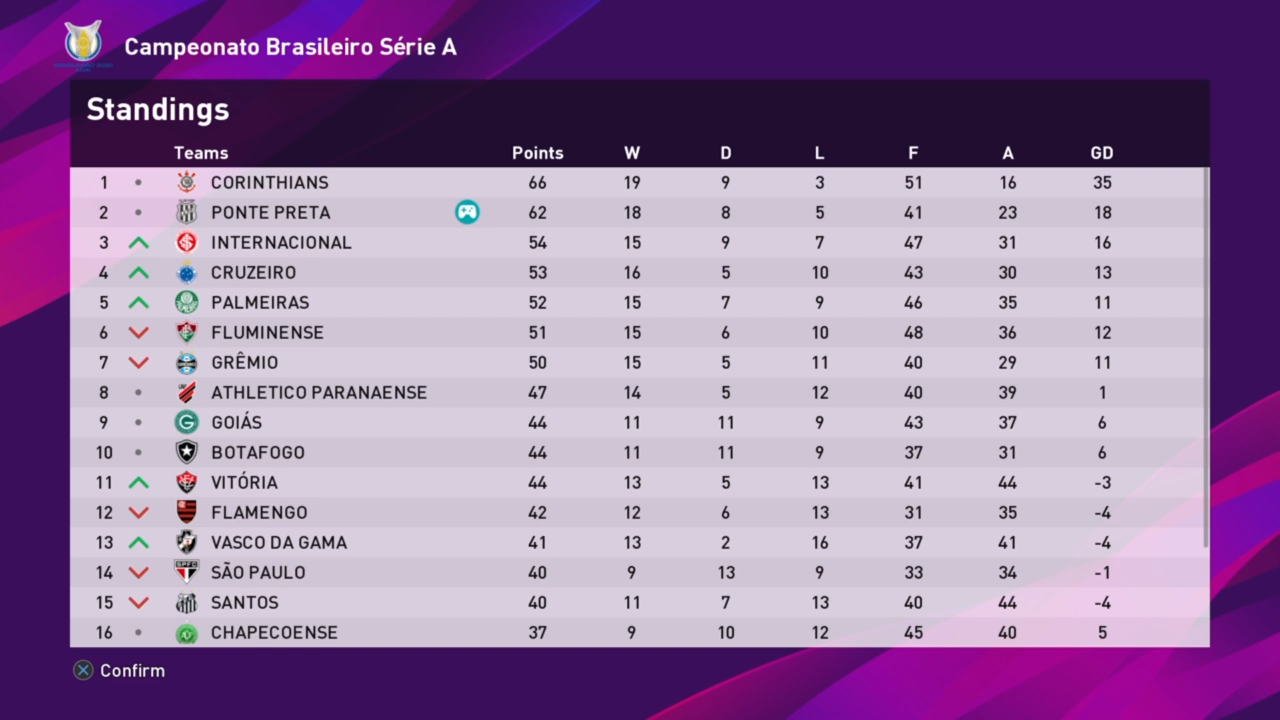 Campeonato Brasileiro Série A
Standings
Teams Points W D L F A GD
1 CORINTHIANS 66 19 9 3 51 16 35
2 PONTE PRETA 62 18 8 5 41 23 18
3 INTERNACIONAL 54 15 9 7 47 31 16
4 CRUZEIRO 53 16 5 10 43 30 13
5 PALMEIRAS 52 15 7 9 46 35 11
6 FLUMINENSE 51 15 6 10 48 36 12
7 GRÊMIO 50 15 5 11 40 29 11
8 ATHLETICO PARANAENSE 47 14 5 12 40 39 1
9 GOIÁS 44 11 11 9 43 37 6
10 BOTAFOGO 44 11 11 9 37 31 6
11 VITÓRIA 44 13 5 13 41 44 -3
12 FLAMENGO 42 12 6 13 31 35 -4
13 VASCO DA GAMA 41 13 2 16 37 41 -4
14 SÃO PAULO 40 9 13 9 33 34 -1
15 SANTOS 40 11 7 13 40 44 -4
16 CHAPECOENSE 37 9 10 12 45 40 5
Confirm